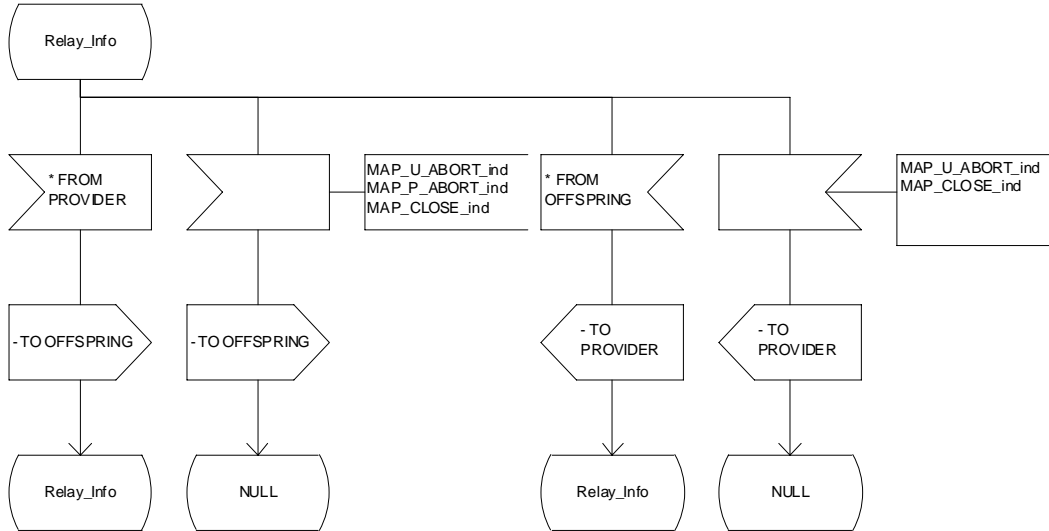 Relay_Info
* FROM
PROVIDER
MAP_U_ABORT_ind
MAP_P_ABORT_ind
MAP_CLOSE_ind
* FROM
OFFSPRING
MAP_U_ABORT_ind
MAP_CLOSE_ind
- TO OFFSPRING
- TO OFFSPRING
- TO
PROVIDER
- TO
PROVIDER
Relay_Info
NULL
Relay_Info
NULL